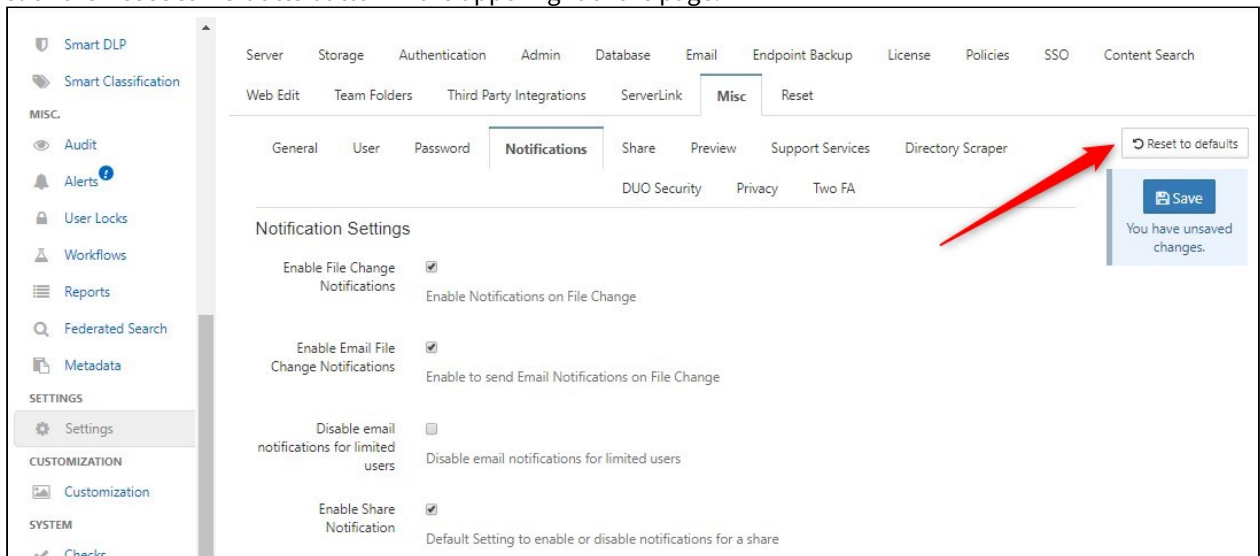 Smart DLP
Smart Classification
MISC.
Audit
Alerts
User Locks
Workflows
Reports
Federated Search
Metadata
SETTINGS
Settings
CUSTOMIZATION
Customization
SYSTEM
Checks
Server Storage Authentication Admin Database Email Endpoint Backup License Policies SSO Content Search
Web Edit Team Folders Third Party Integrations ServerLink Misc Reset
General User Password Notifications Share Preview Support Services Directory Scraper
DUO Security Privacy Two FA
Reset to defaults
Save
You have unsaved
changes.
Notification Settings
Enable File Change
Notifications
Enable Notifications on File Change
Enable Email File
Change Notifications
Enable to send Email Notifications on File Change
Disable email
notifications for limited
users
Disable email notifications for limited users
Enable Share
Notification
Default Setting to enable or disable notifications for a share